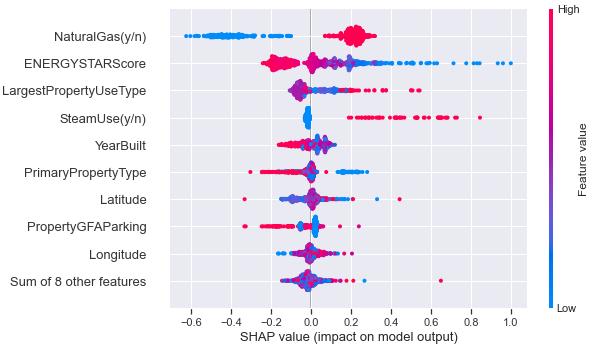 High
NaturalGas(y/n)
ENERGYSTARScore
LargestPropertyUseType
SteamUse(y/n)
YearBuilt
PrimaryPropertyType
Latitude
PropertyGFAParking
Longitude
Sum of 8 other features
Feature value
Low
−0.6 −0.4 −0.2 0.0 0.2 0.4 0.6 0.8 1.0
SHAP value (impact on model output)